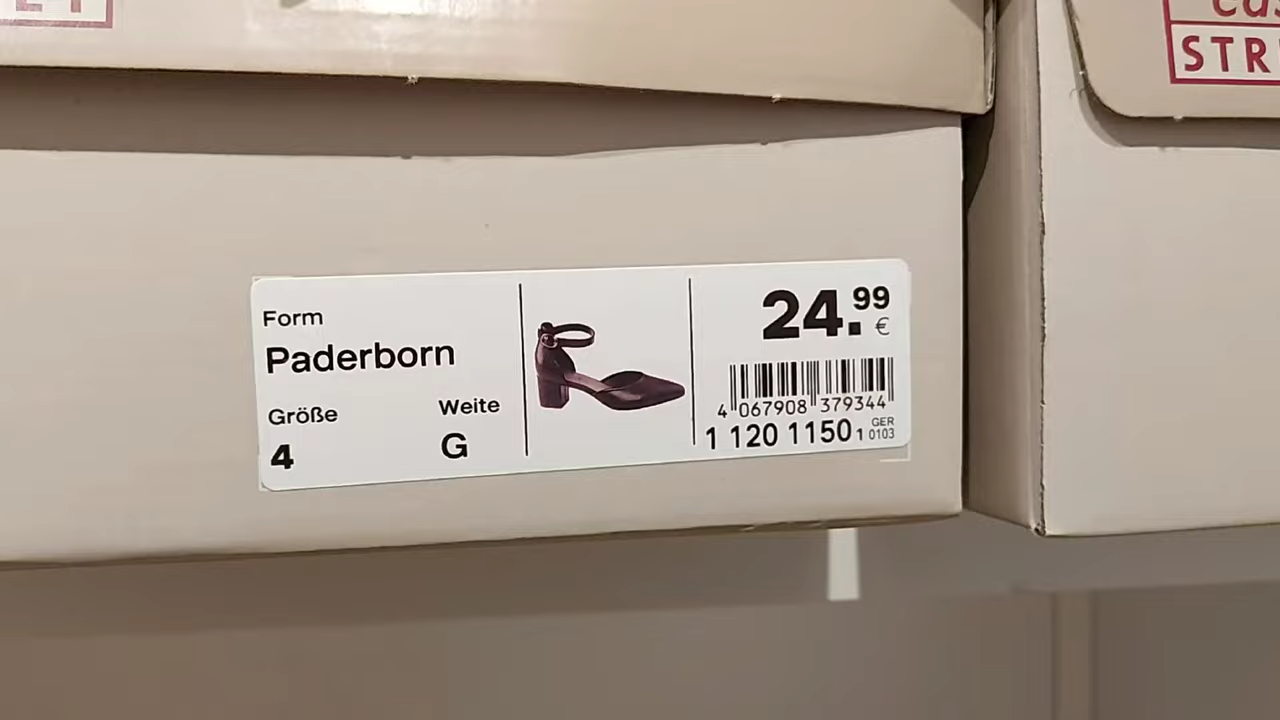 STR
Form
Paderborn
Größe
Weite
4
G
24.99
€
4 067908 379344
1 120 1150 1
GER
0103